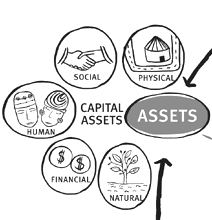 SOCIAL
PHYSICAL
CAPITAL
ASSETS
ASSETS
HUMAN
$ $
FINANCIAL
NATURAL